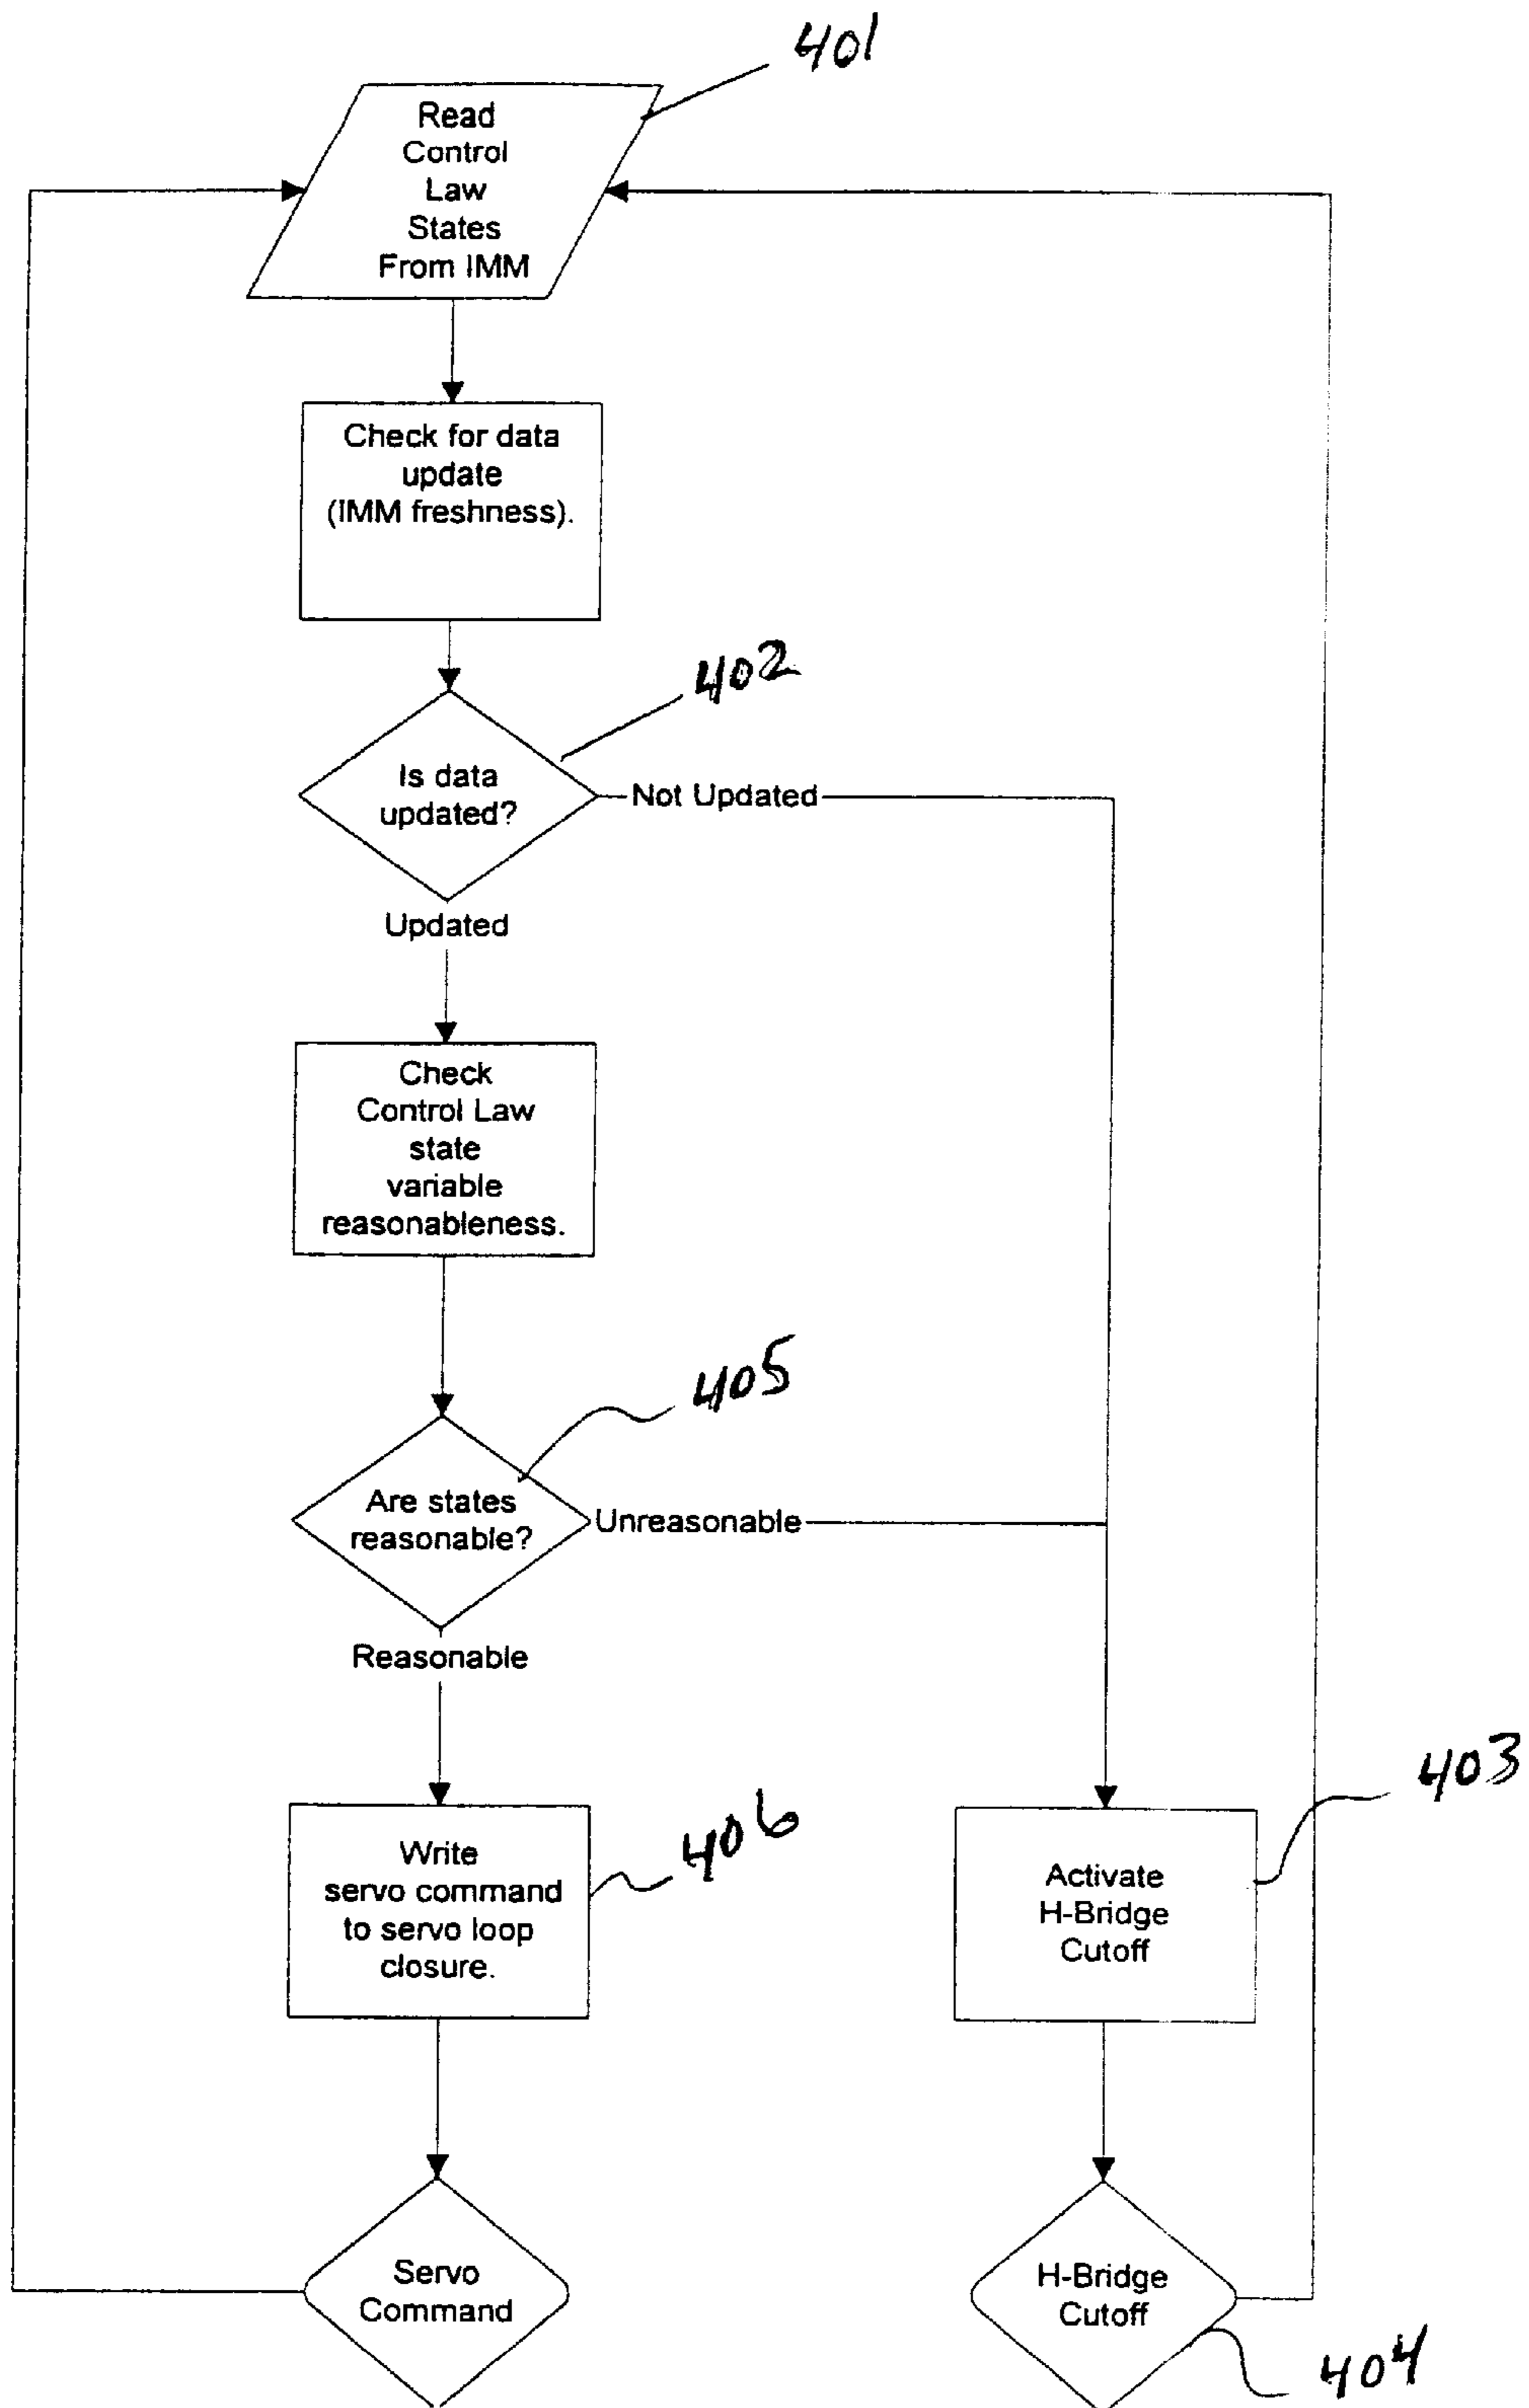 401
Read
Control
Law
States
From IMM
Check for data
update
(IMM freshness).
402
Is data
updated?
Not Updated
Updated
Check
Control Law
state
variable
reasonableness.
405
Are states
reasonable?
Unreasonable
Reasonable
403
Write
servo command
to servo loop
closure.
406
Activate
H-Bridge
Cutoff
Servo
Command
H-Bridge
Cutoff
404